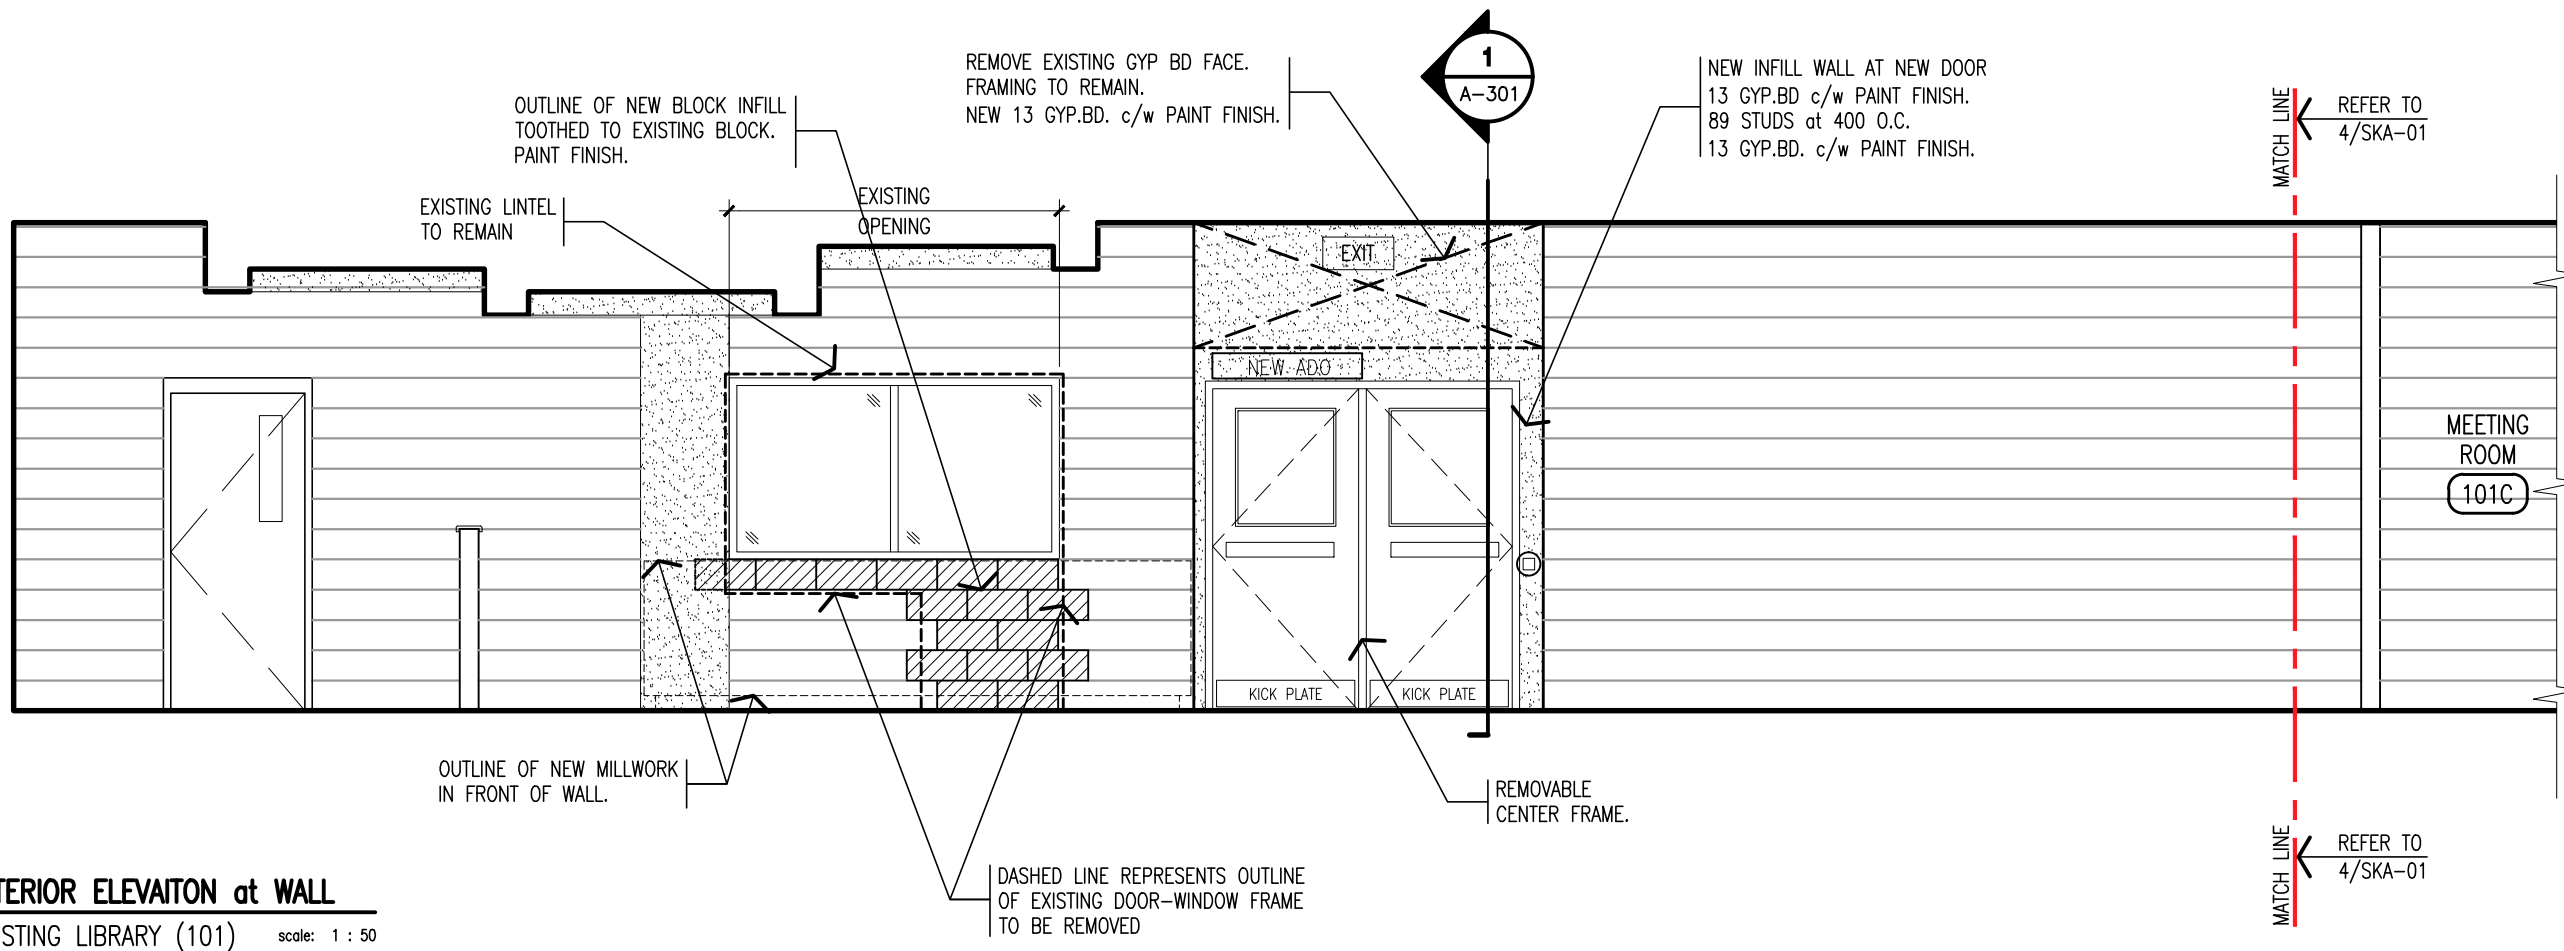 1
A-301
REMOVE EXISTING GYP BD FACE.
FRAMING TO REMAIN.
NEW 13 GYP.BD. c/w PAINT FINISH.
NEW INFILL WALL AT NEW DOOR
13 GYP.BD c/w PAINT FINISH.
89 STUDS at 400 O.C.
13 GYP.BD. c/w PAINT FINISH.
MATCH LINE
REFER TO
4/SKA-01
OUTLINE OF NEW BLOCK INFILL
TOOTHED TO EXISTING BLOCK.
PAINT FINISH.
EXISTING LINTEL
TO REMAIN
EXISTING
OPENING
EXIT
NEW ADO
MEETING
ROOM
101C
KICK PLATE
KICK PLATE
OUTLINE OF NEW MILLWORK
IN FRONT OF WALL.
REMOVABLE
CENTER FRAME.
DASHED LINE REPRESENTS OUTLINE
OF EXISTING DOOR-WINDOW FRAME
TO BE REMOVED
MATCH LINE
REFER TO
4/SKA-01
TERIOR ELEVAITON at WALL
STING LIBRARY (101) scale: 1 : 50